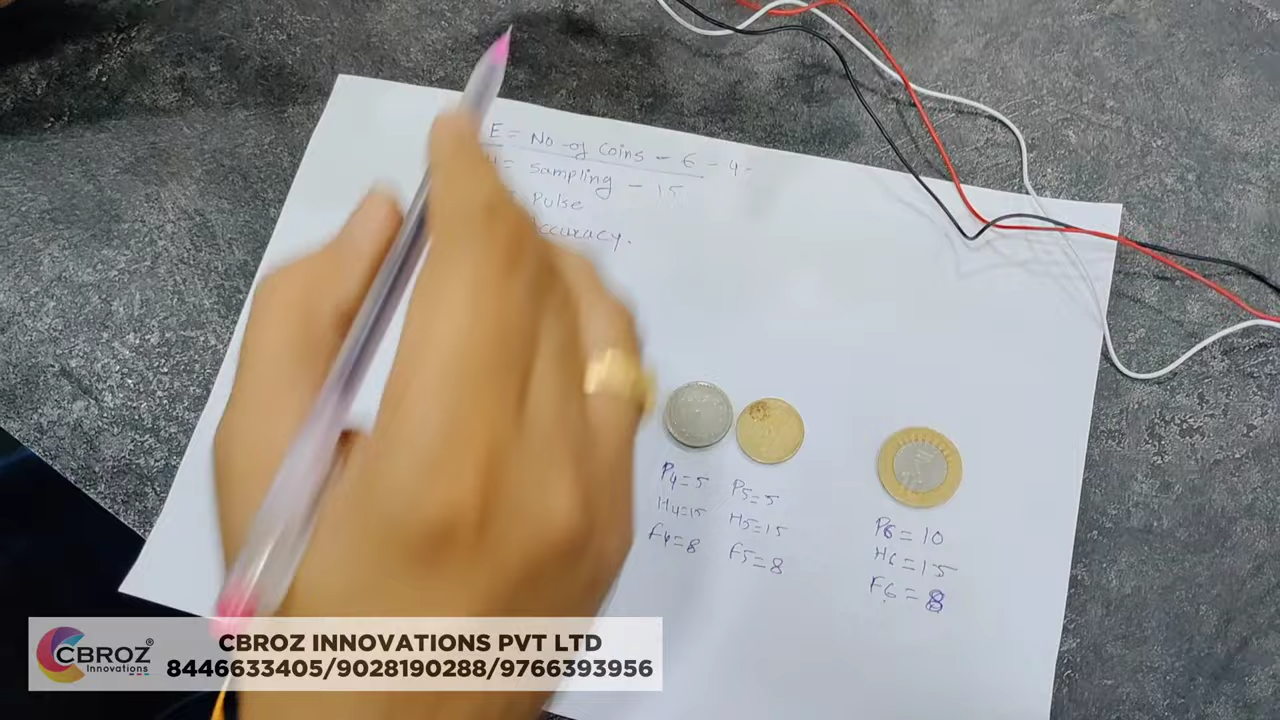 E = No of Coins - 6 - 4
= Sampling - 15
Pulse
Accuracy.
P4=5 P5=5
H4=15 H5=15
F4=8 F5=8
P6=10
H6=15
F6=8
CBROZ INNOVATIONS PVT LTD
8446633405/9028190288/9766393956
CBROZ®
Innovations